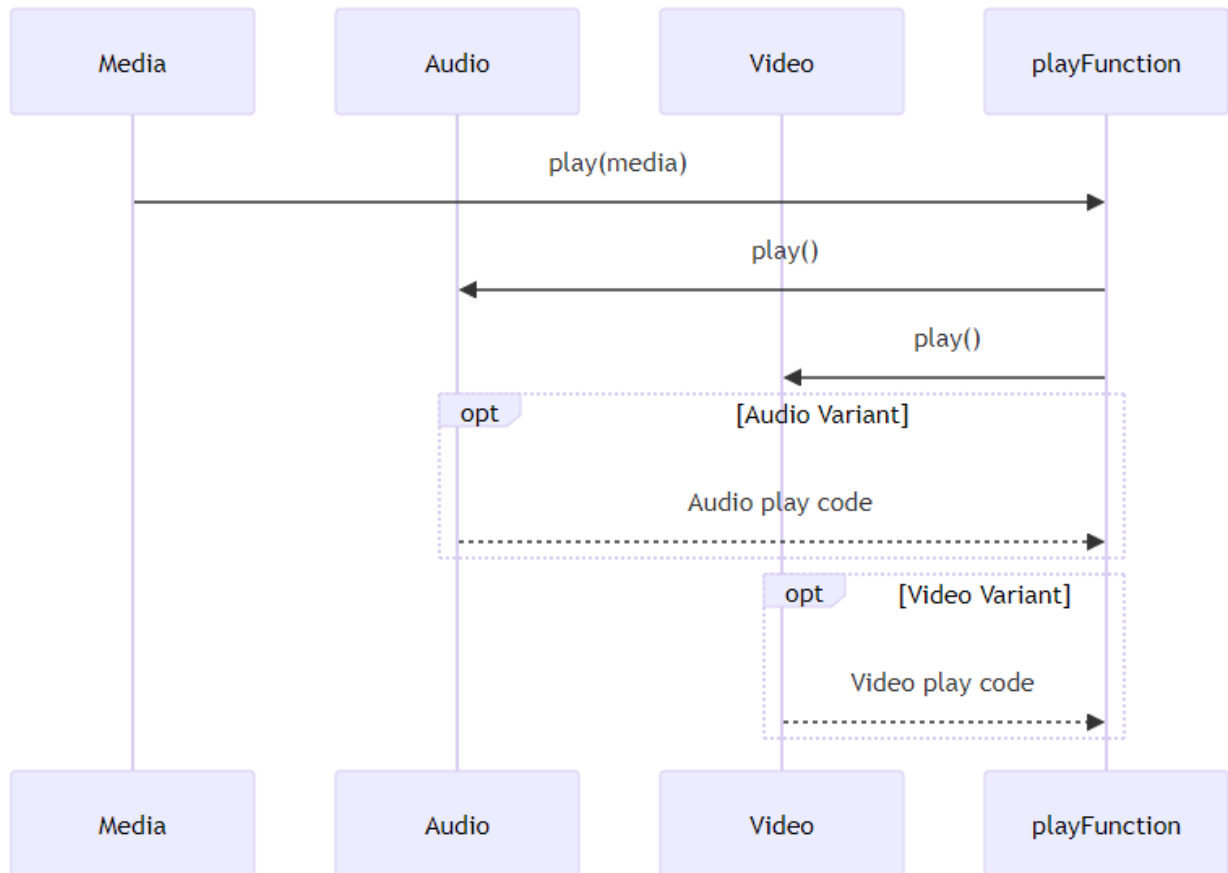 Media
Audio
Video
playFunction
play(media)
play()
play()
opt
[Audio Variant]
Audio play code
opt
[Video Variant]
Video play code
Media
Audio
Video
playFunction